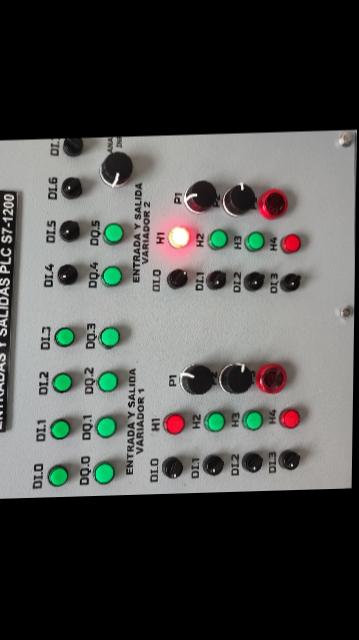 ENTRADAS Y SALIDAS PLC S7-1200
DI.0 DI.1 DI.2 DI.3 DI.4 DI.5 DI.6
DQ.0 DQ.1 DQ.2 DQ.3 DQ.4 DQ.5
ENTRADA Y SALIDA
VARIADOR 1
P1
H1 H2 H3 H4
DI.0 DI.1 DI.2 DI.3
ENTRADA Y SALIDA
VARIADOR 2
P1 P2
H1 H2 H3 H4
DI.0 DI.1 DI.2 DI.3